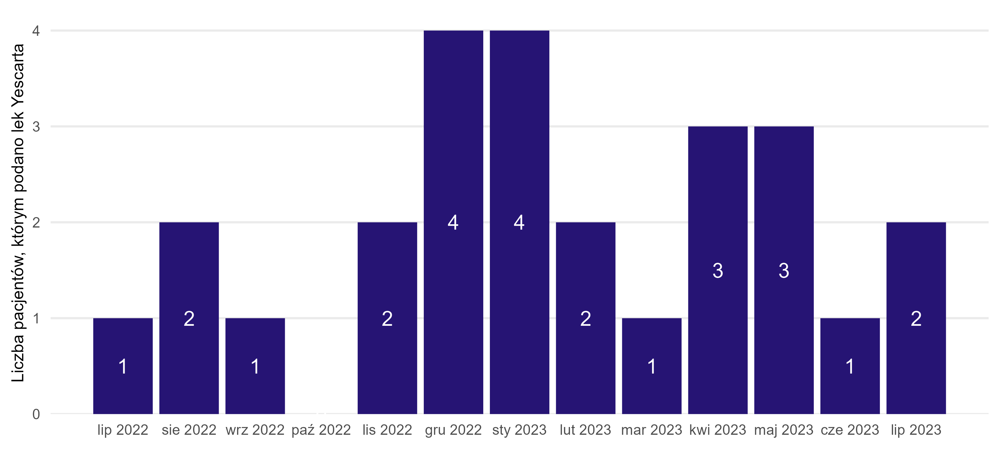 Liczba pacjentów, którym podano lek Yescarta
4
3
2
1
0
1
2
1
2
4
4
2
1
3
3
1
2
lip 2022
sie 2022
wrz 2022
paź 2022
lis 2022
gru 2022
sty 2023
lut 2023
mar 2023
kwi 2023
maj 2023
cze 2023
lip 2023